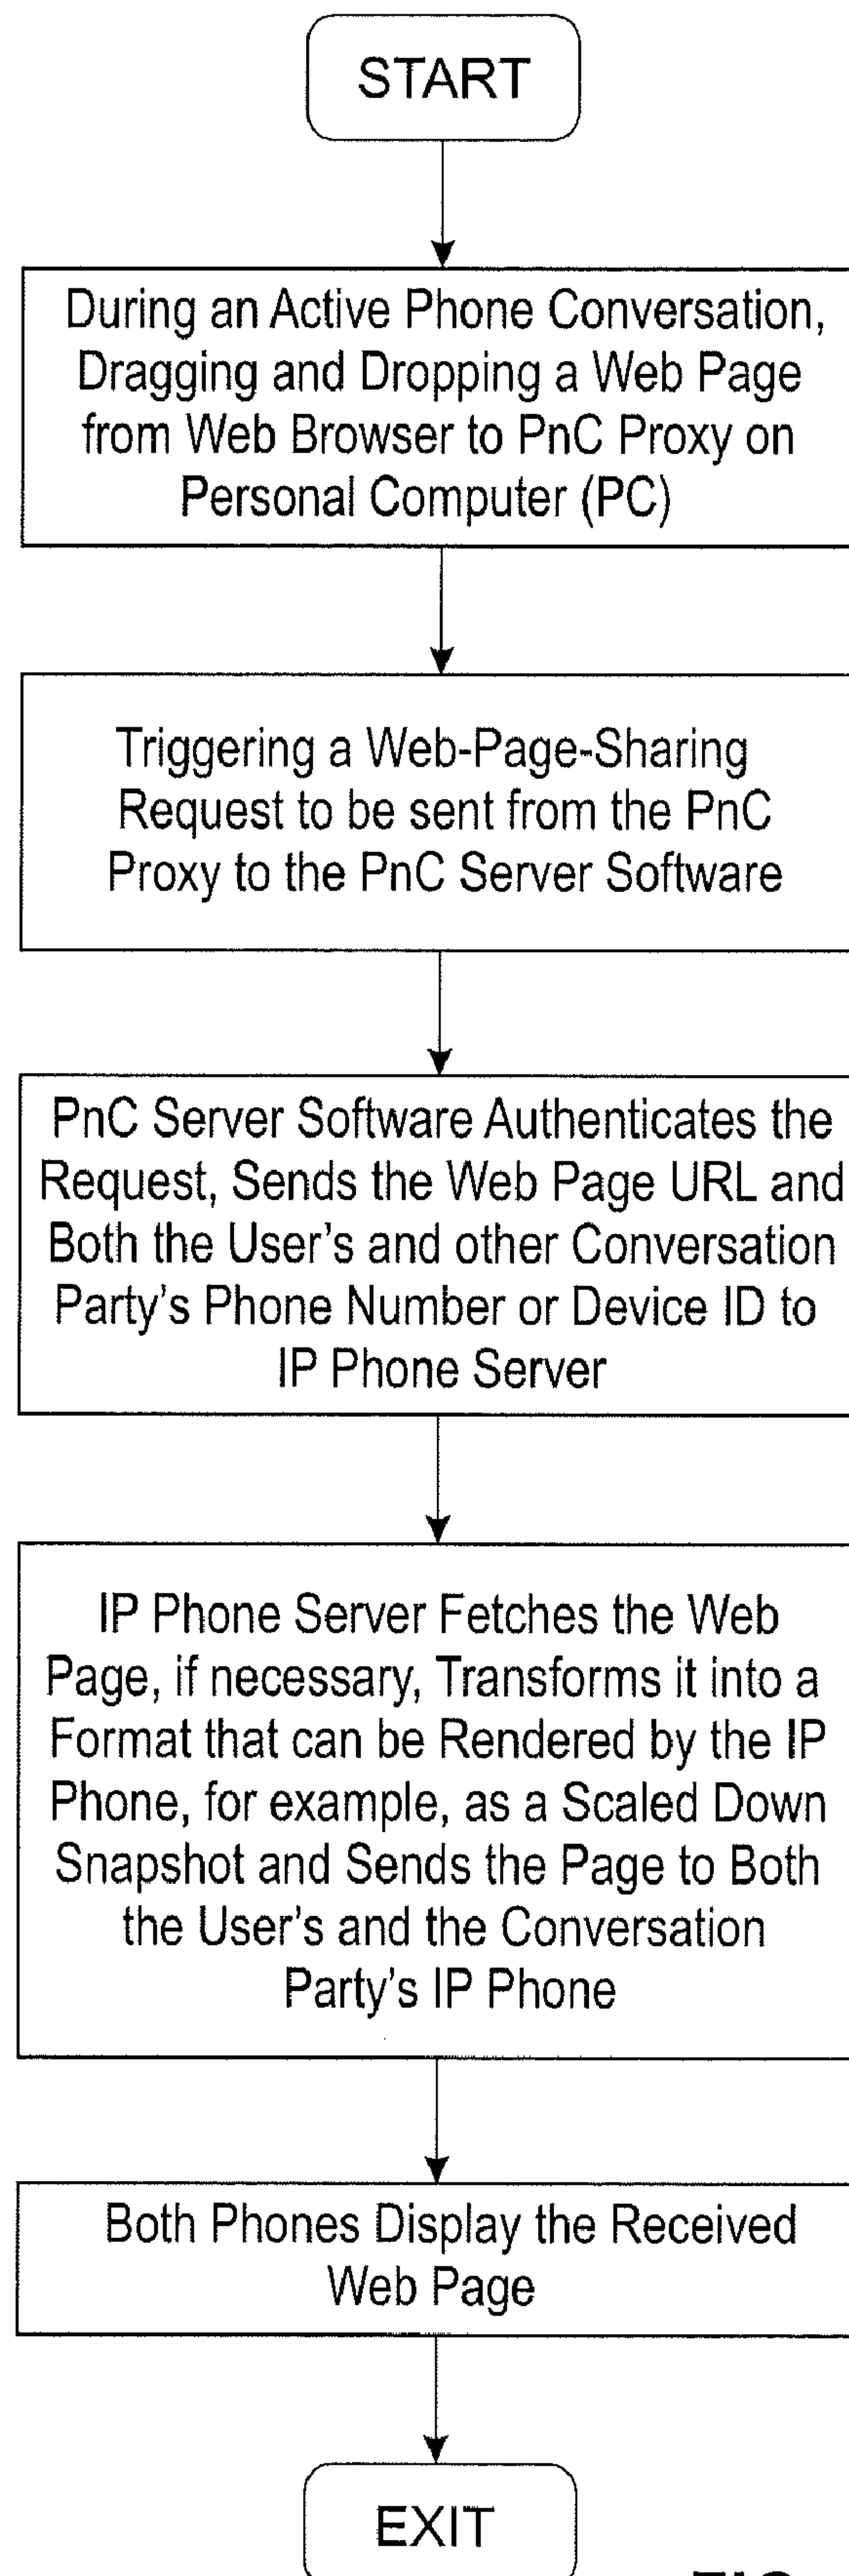 START
During an Active Phone Conversation,
Dragging and Dropping a Web Page
from Web Browser to PnC Proxy on
Personal Computer (PC)
Triggering a Web-Page-Sharing
Request to be sent from the PnC
Proxy to the PnC Server Software
PnC Server Software Authenticates the
Request, Sends the Web Page URL and
Both the User's and other Conversation
Party's Phone Number or Device ID to
IP Phone Server
IP Phone Server Fetches the Web
Page, if necessary, Transforms it into a
Format that can be Rendered by the IP
Phone, for example, as a Scaled Down
Snapshot and Sends the Page to Both
the User's and the Conversation
Party's IP Phone
Both Phones Display the Received
Web Page
EXIT